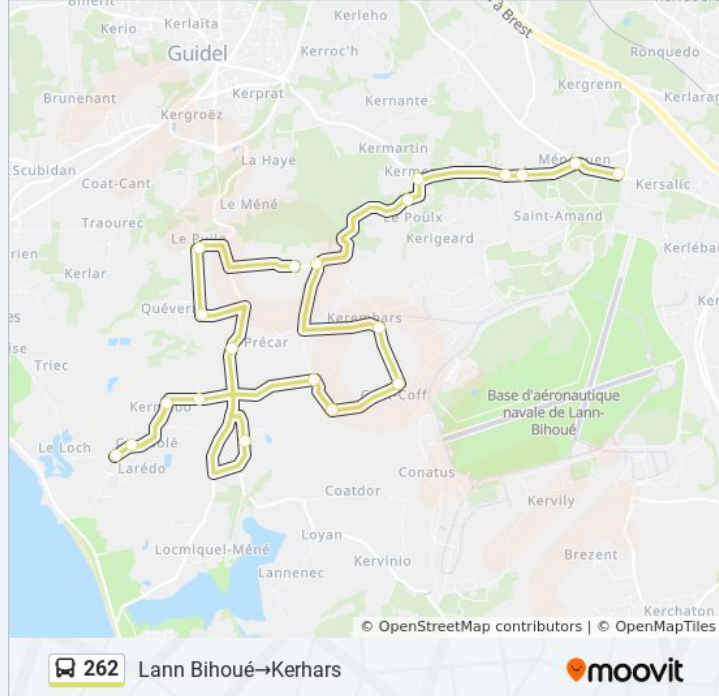 Kerleho
à Brest
Kerio
Kerlaïta
Guidel
Kerroc'h
Ronquedo
Kergrenn
Brunenant
Kerprat
Kernante
Kergroëz
Kermartin
Scubidan
La Haye
Kersalic
Coat-Cant
Le Méné
Saint-Amand
Traourec
Le Poulx
Kerigeard
Kerlar
Kerembars
Précar
Triec
Base d'aéronautique
navale de Lann-
Bihoué
Le Loch
Larédo
Conatus
Coatdor
Kervily
Loyan
Locmiquel-Méné
Kervinio
Brezent
Lannenec
Kerchaton
© OpenStreetMap contributors | © OpenMapTiles
262 Lann Bihoué→Kerhars
moovit